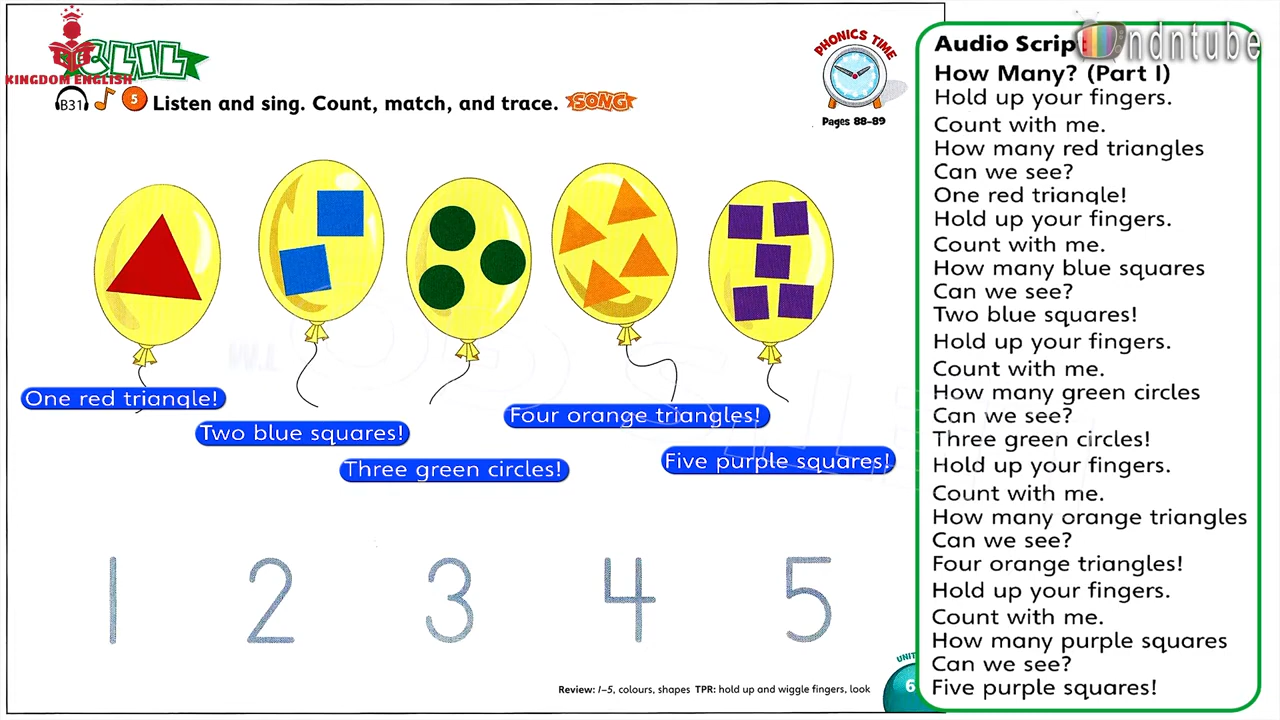 CLIL
KINGDOM ENGLISH
B31
5 Listen and sing. Count, match, and trace. SONG
PHONICS TIME
Pages 88-89
One red triangle!
Two blue squares!
Three green circles!
Four orange triangles!
Five purple squares!
1 2 3 4 5
Review: 1-5, colours, shapes TPR: hold up and wiggle fingers, look
UNIT
6
ndntube
Audio Script
How Many? (Part I)
Hold up your fingers.
Count with me.
How many red triangles
Can we see?
One red triangle!
Hold up your fingers.
Count with me.
How many blue squares
Can we see?
Two blue squares!
Hold up your fingers.
Count with me.
How many green circles
Can we see?
Three green circles!
Hold up your fingers.
Count with me.
How many orange triangles
Can we see?
Four orange triangles!
Hold up your fingers.
Count with me.
How many purple squares
Can we see?
Five purple squares!